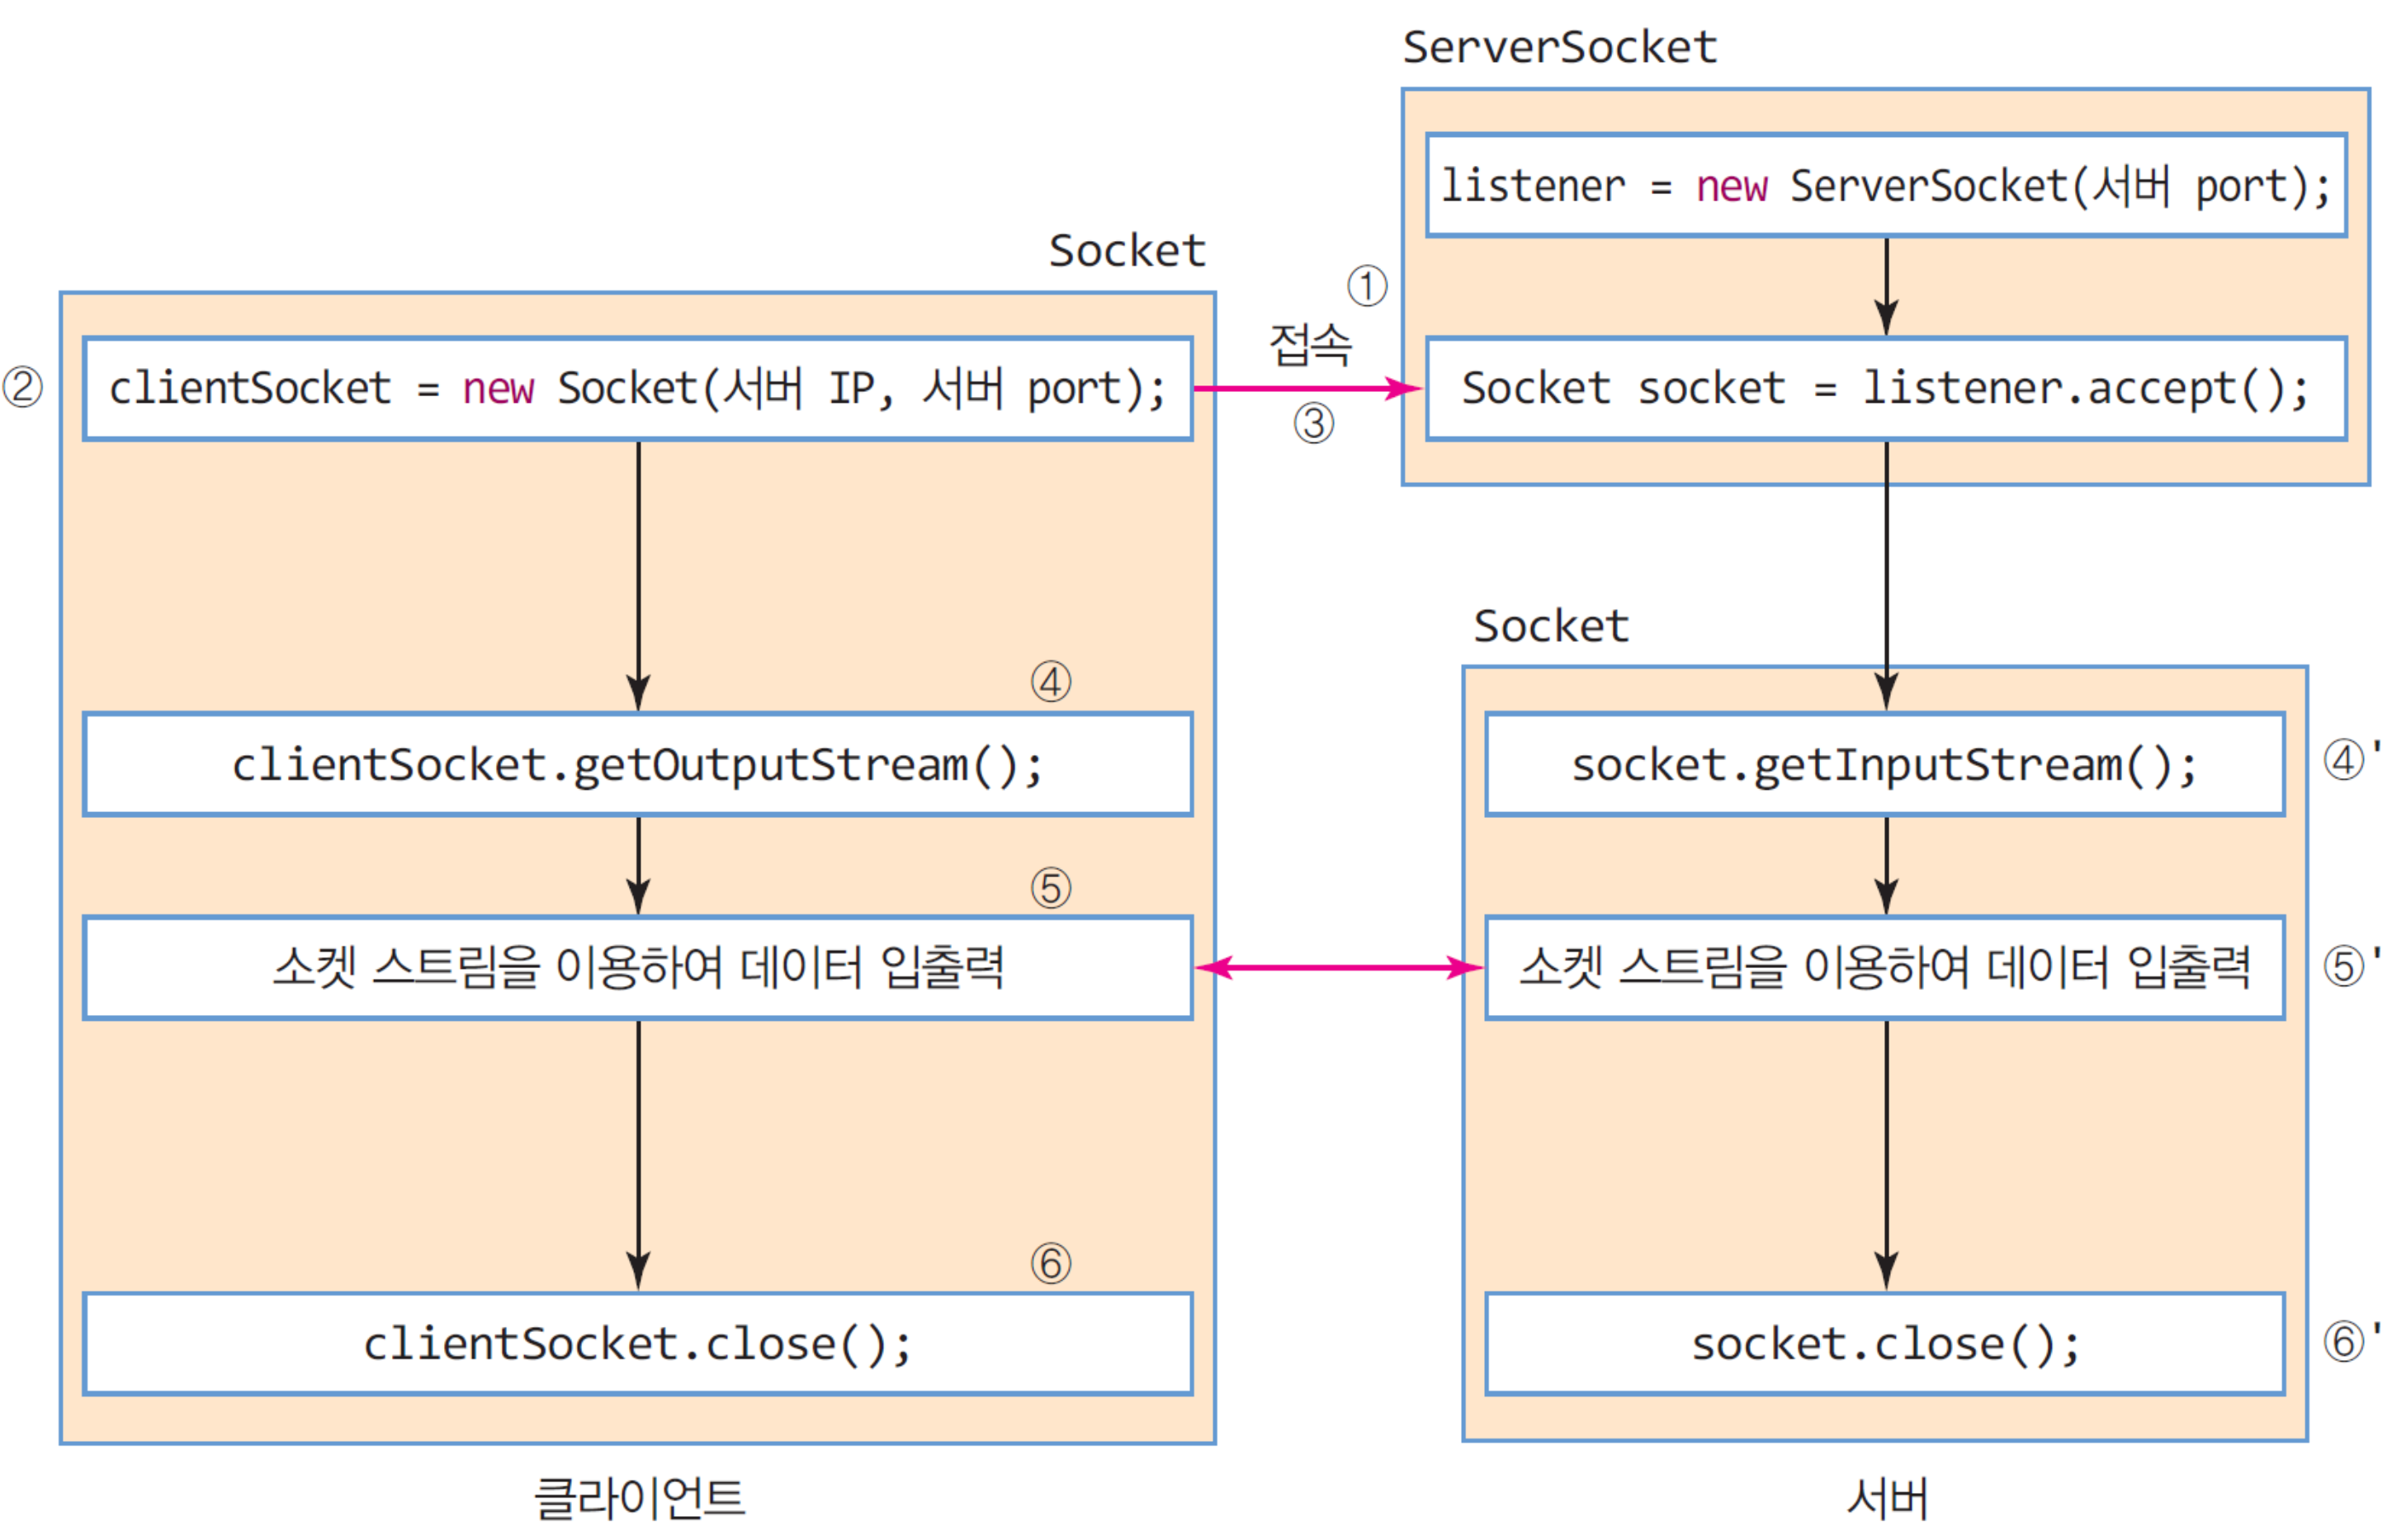 ServerSocket
listener = new ServerSocket(서버 port);
Socket
①
접속
② clientSocket = new Socket(서버 IP, 서버 port);
③
Socket socket = listener.accept();
Socket
④
clientSocket.getOutputStream();
socket.getInputStream();
④'
⑤
소켓 스트림을 이용하여 데이터 입출력
소켓 스트림을 이용하여 데이터 입출력
⑤'
⑥
clientSocket.close();
socket.close();
⑥'
클라이언트
서버